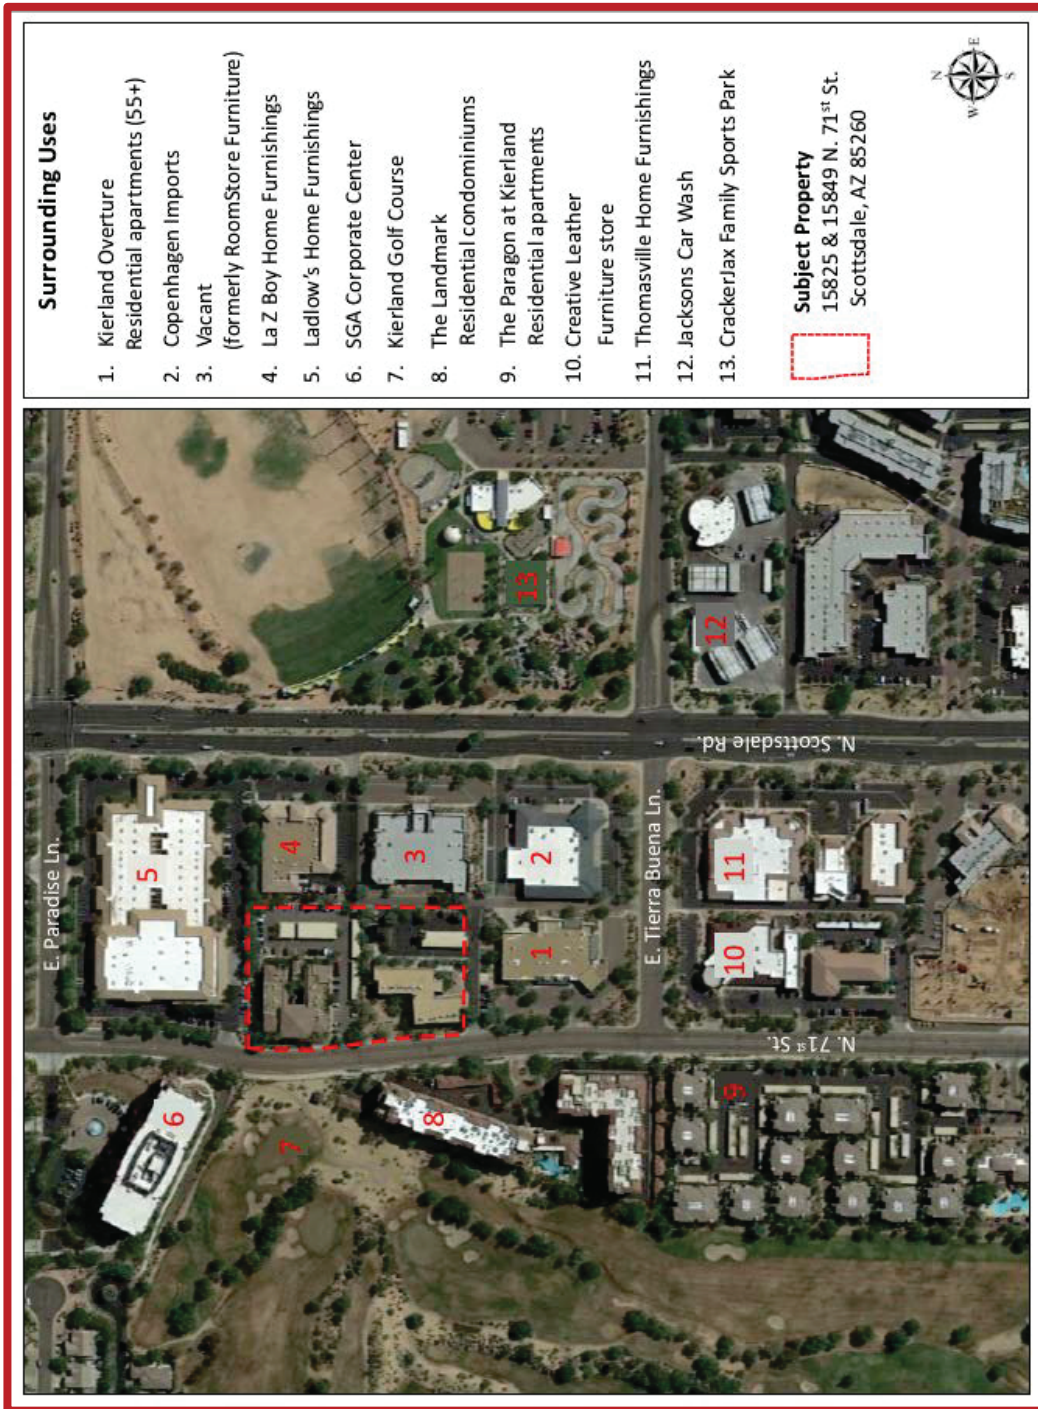 Surrounding Uses
1. Kierland Overture
Residential apartments (55+)
2. Copenhagen Imports
3. Vacant
(formerly RoomStore Furniture)
4. La Z Boy Home Furnishings
5. Ladlow's Home Furnishings
6. SGA Corporate Center
7. Kierland Golf Course
8. The Landmark
Residential condominiums
9. The Paragon at Kierland
Residential apartments
10. Creative Leather
Furniture store
11. Thomasville Home Furnishings
12. Jacksons Car Wash
13. CrackerJax Family Sports Park
Subject Property
15825 & 15849 N. 71st St.
Scottsdale, AZ 85260
N
E
S
W
E. Paradise Ln.
E. Tierra Buena Ln.
N. Scottsdale Rd.
N. 71st St.
1
2
3
4
5
6
7
8
9
10
11
12
13